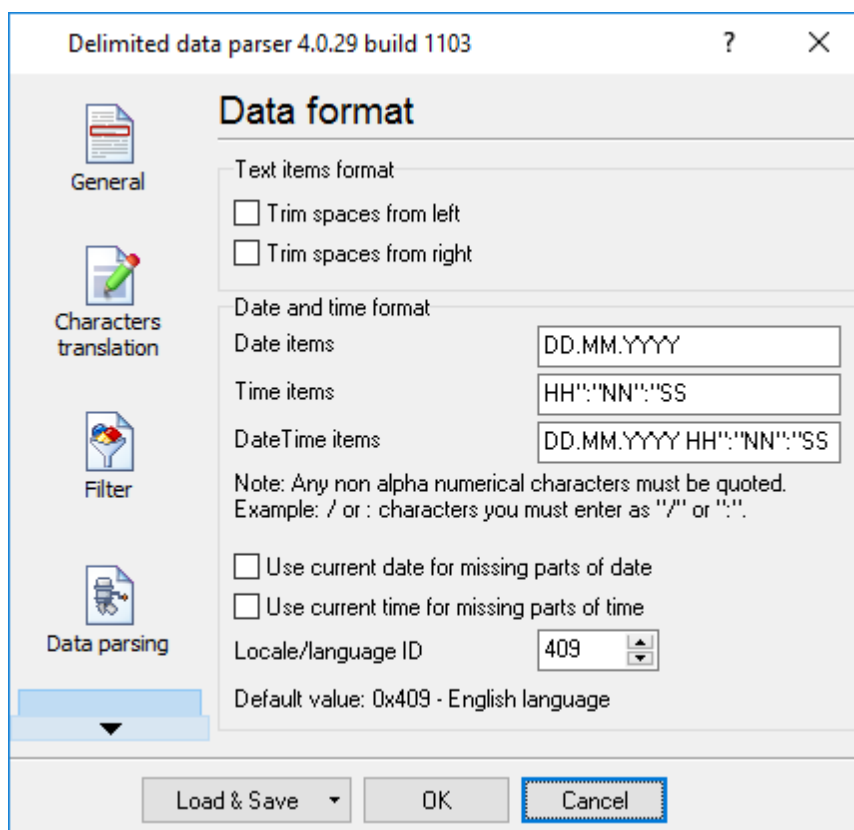 Delimited data parser 4.0.29 build 1103
?
General
Characters
translation
Filter
Data parsing
Data format
Text items format
Trim spaces from left
Trim spaces from right
Date and time format
Date items DD.MM.YYYY
Time items HH":"NN":"SS
DateTime items DD.MM.YYYY HH":"NN":"SS
Note: Any non alpha numerical characters must be quoted.
Example: / or : characters you must enter as "/" or ":".
Use current date for missing parts of date
Use current time for missing parts of time
Locale/language ID 409
Default value: 0x409 - English language
Load & Save OK Cancel